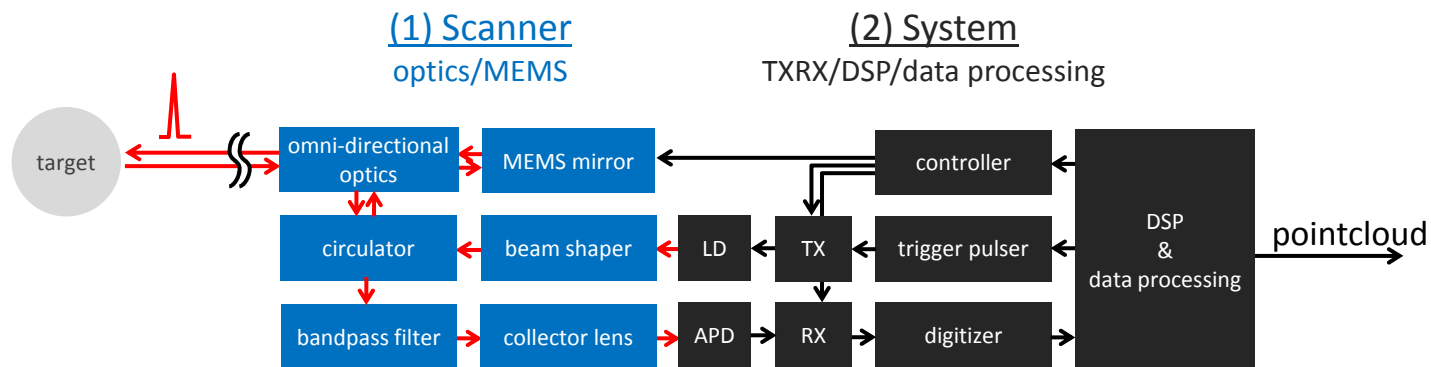 (1) Scanner
optics/MEMS
(2) System
TXRX/DSP/data processing
target
omni-directional
optics
MEMS mirror
controller
circulator
beam shaper
LD
TX
trigger pulser
DSP
&
data processing
pointcloud
bandpass filter
collector lens
APD
RX
digitizer